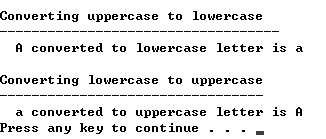 Converting uppercase to lowercase
-----------------------------------
  A converted to lowercase letter is a

Converting lowercase to uppercase
---------------------------------
  a converted to uppercase letter is A
Press any key to continue . . .